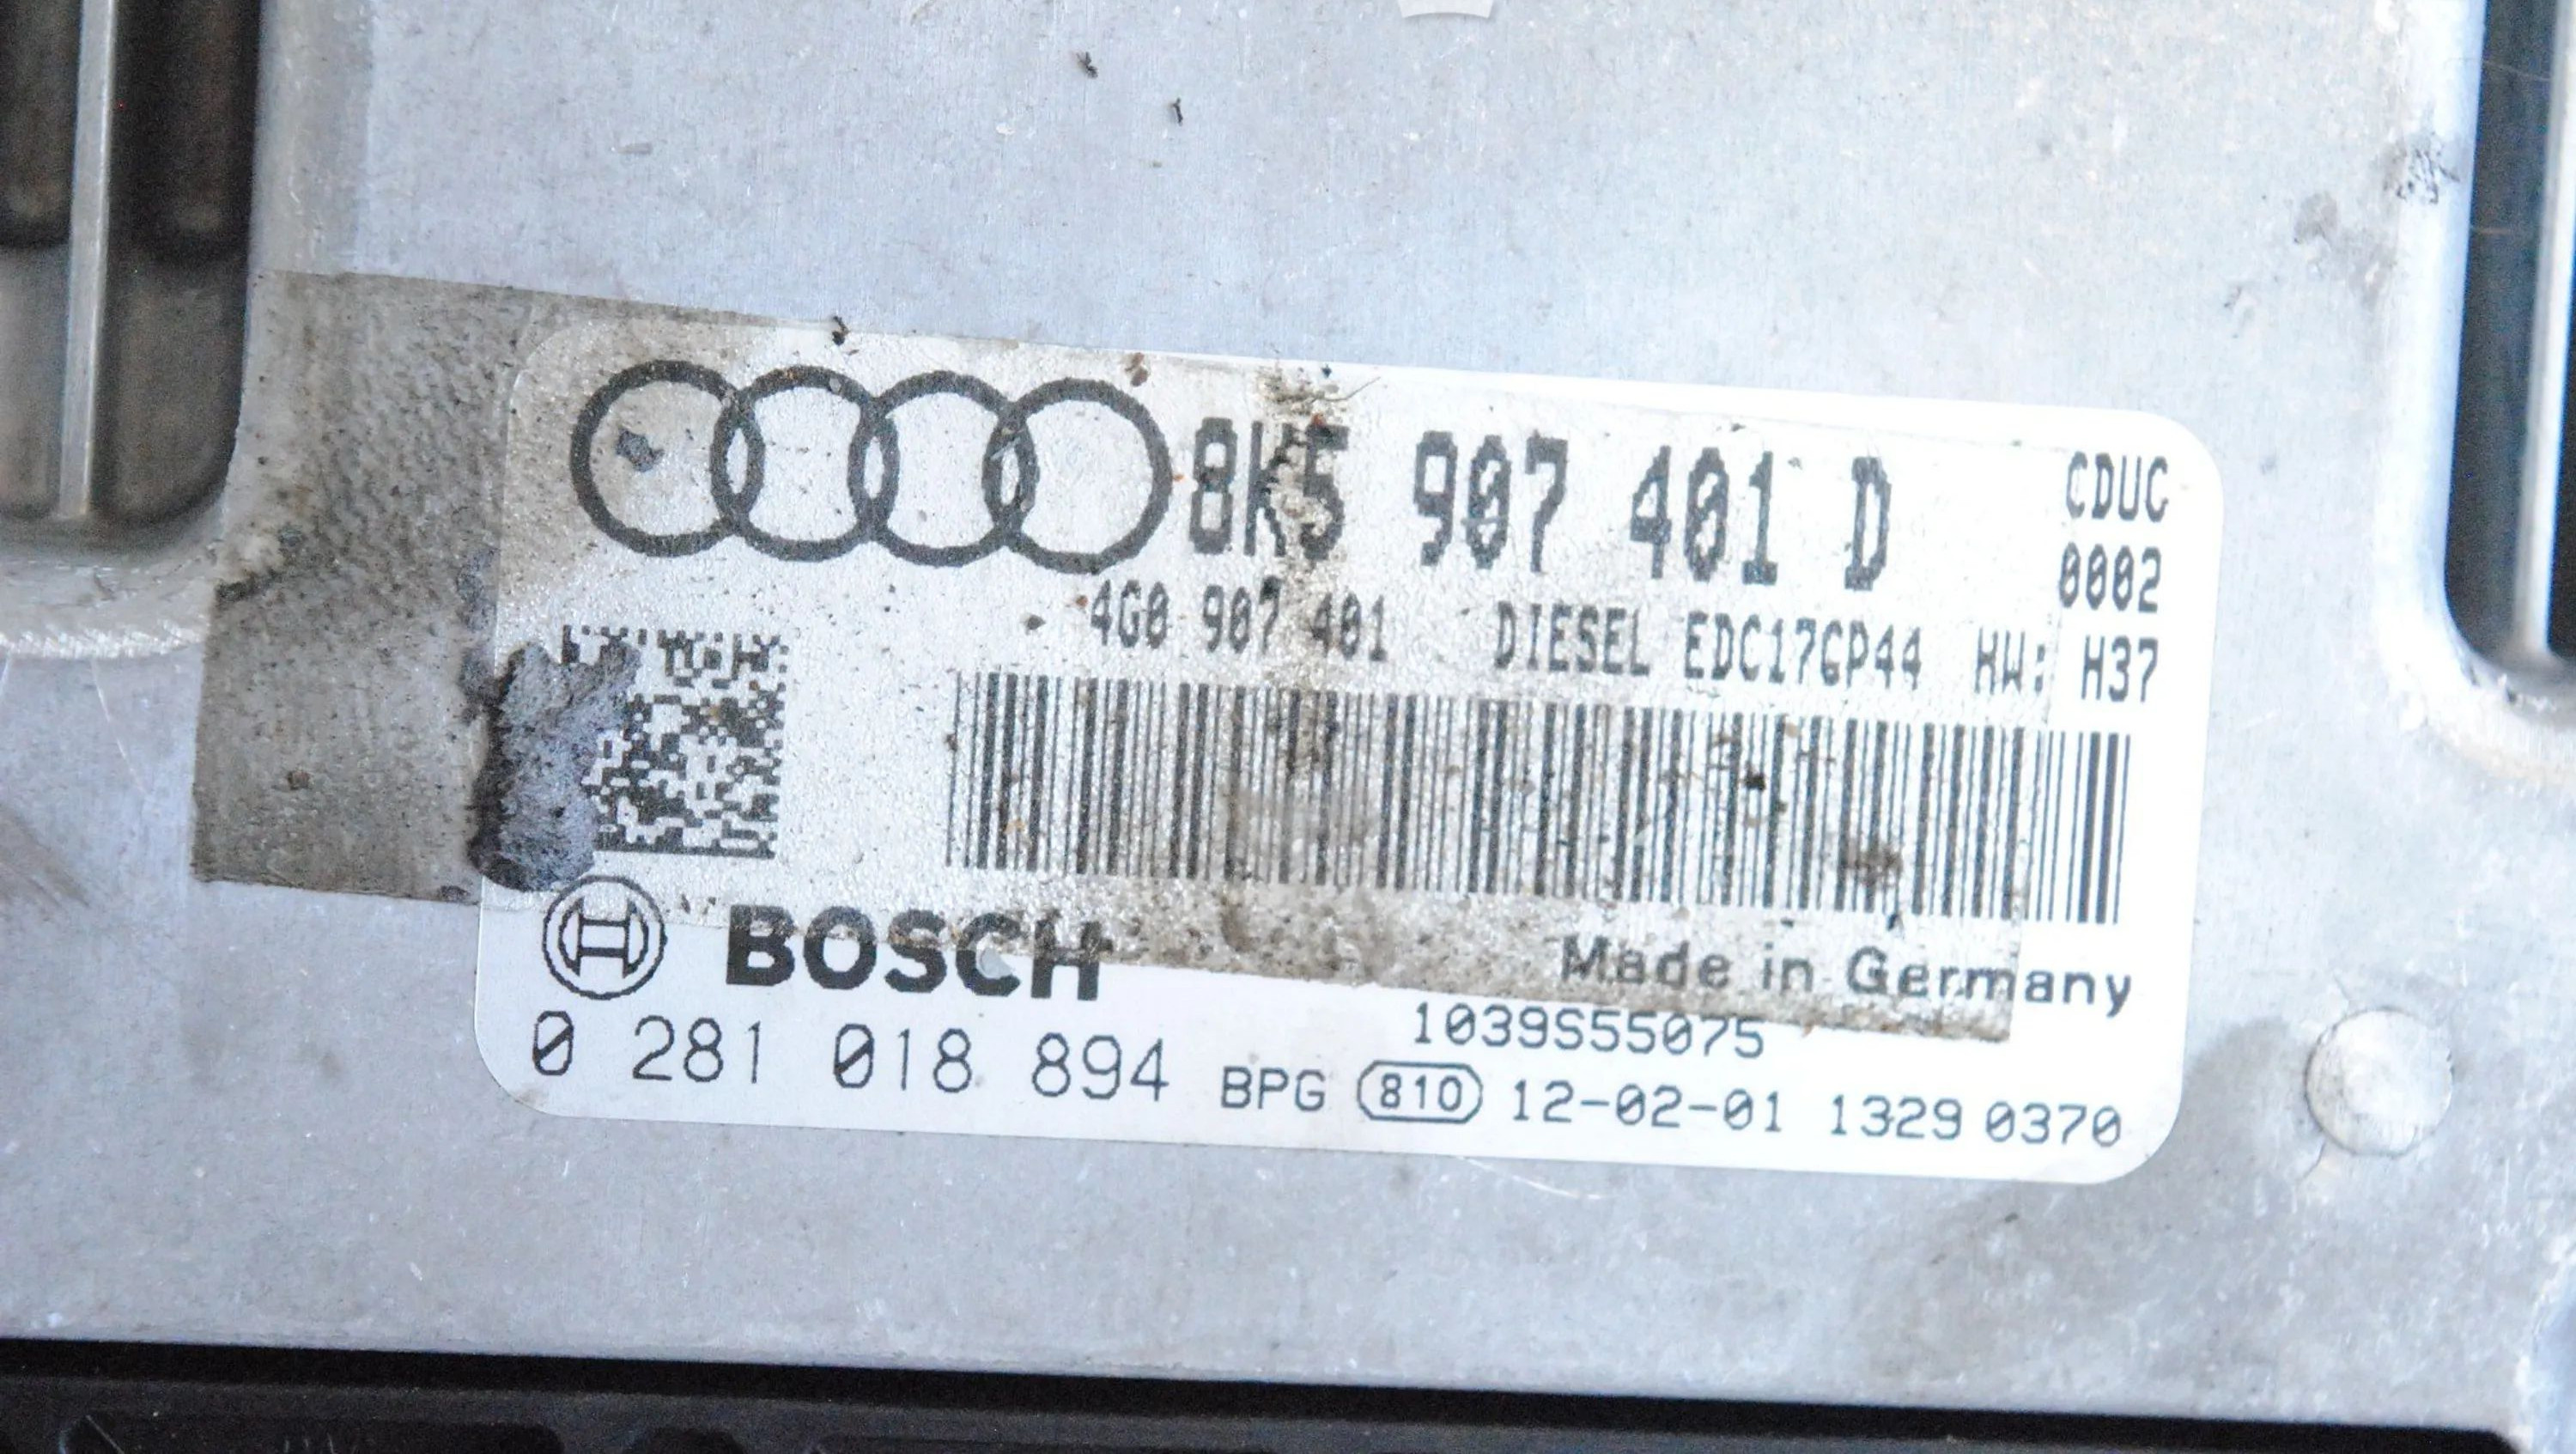 8K5 907 401 D
CDUC
0002
4G0 907 401 DIESEL EDC17CP44 HW: H37
BOSCH
Made in Germany
1039S55075
0 281 018 894 BPG 810 12-02-01 1329 0370